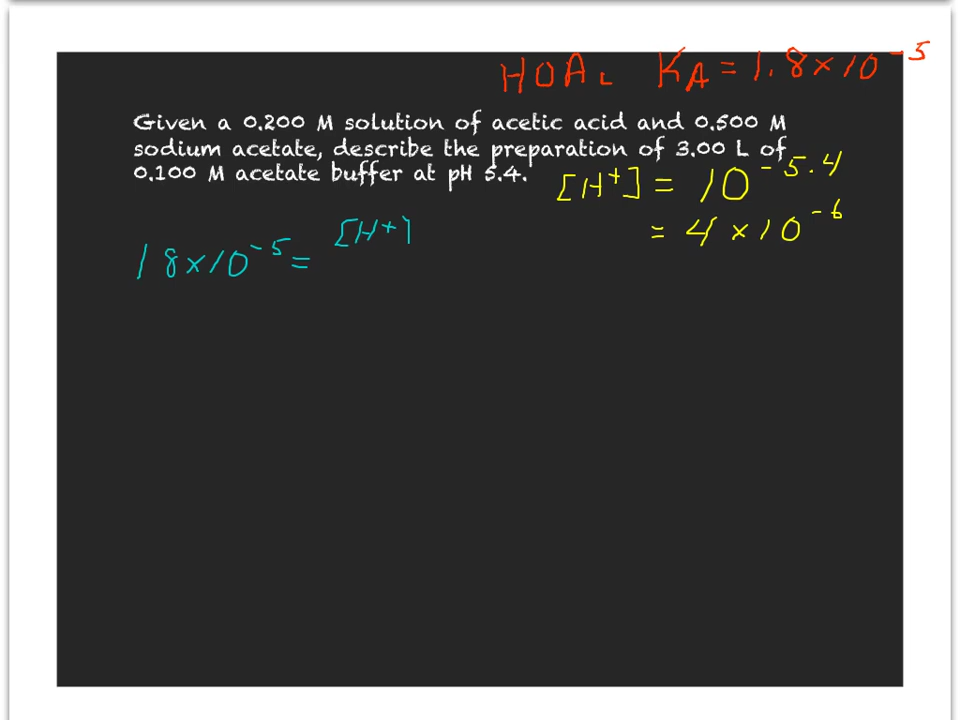 HOAc KA = 1.8×10⁻⁵
Given a 0.200 M solution of acetic acid and 0.500 M
sodium acetate, describe the preparation of 3.00 L of
0.100 M acetate buffer at pH 5.4.
[H⁺] = 10⁻⁵·⁴
= 4 × 10⁻⁶
1 8×10⁻⁵ = [H⁺]